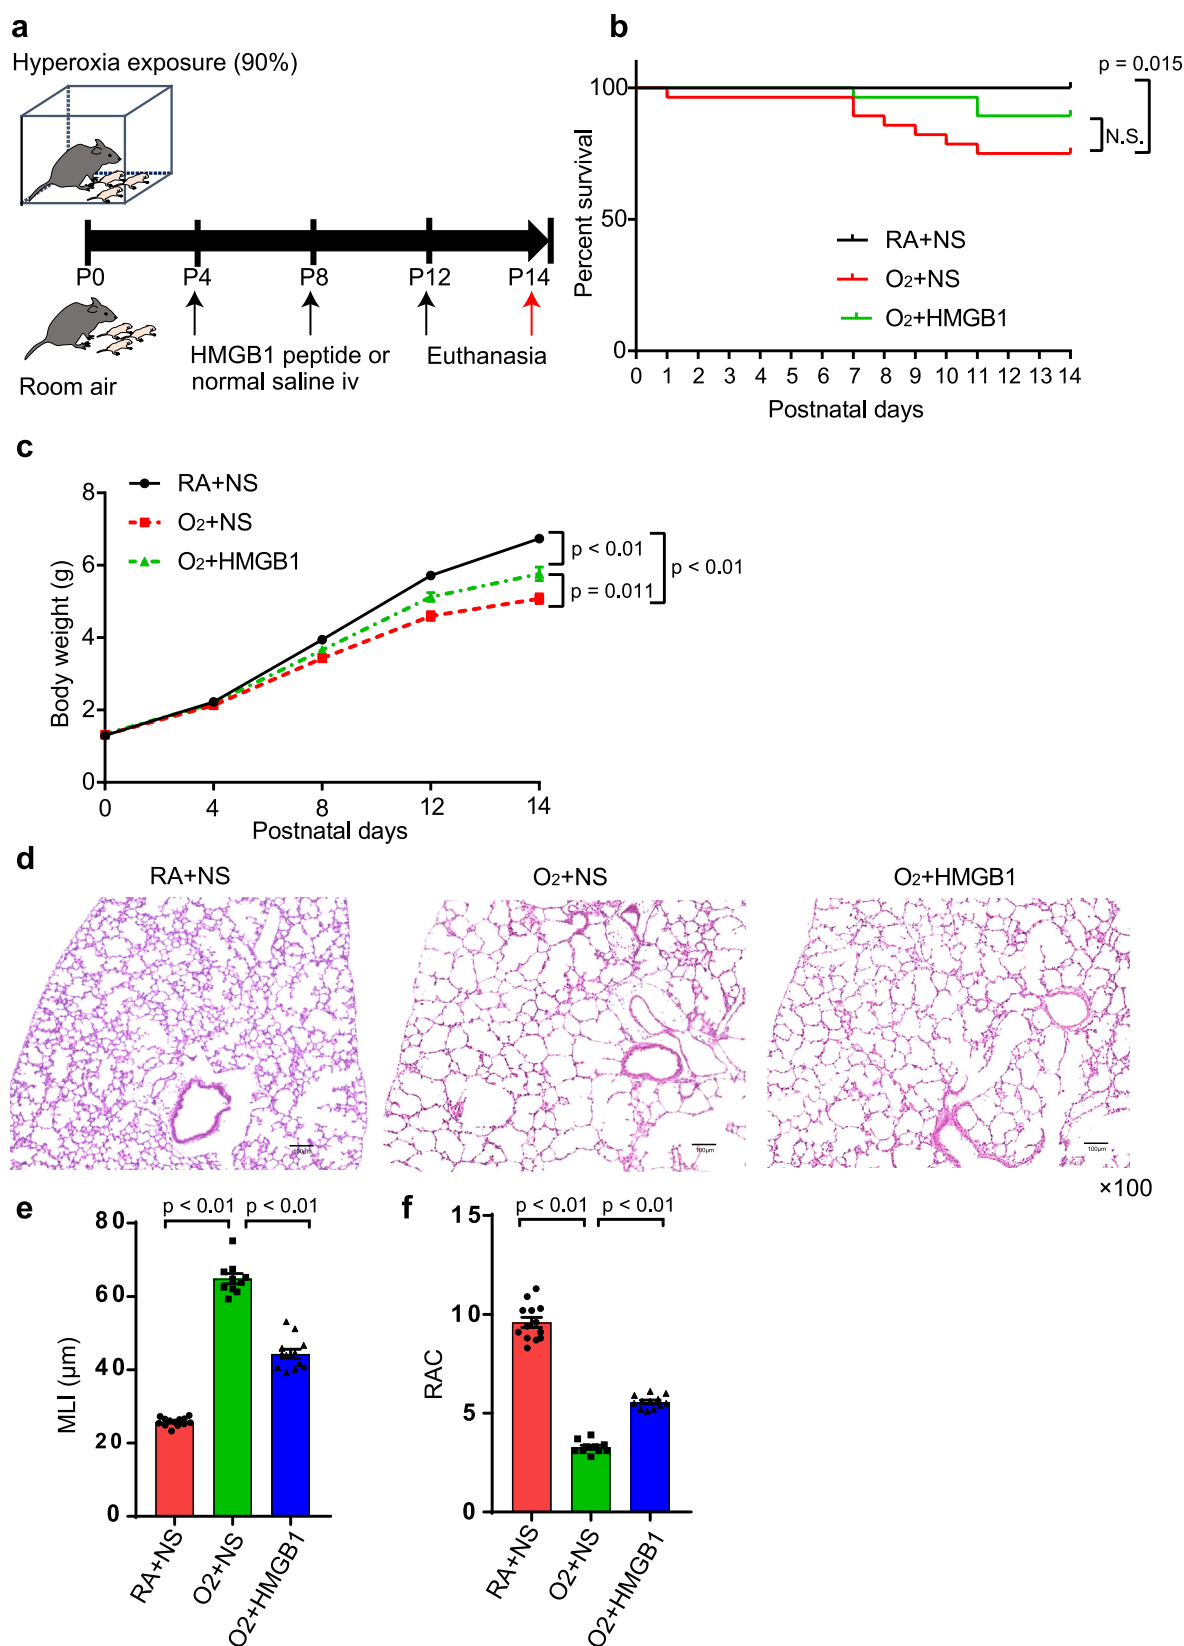 a
Hyperoxia exposure (90%)
P0
P4
P8
P12
P14
HMGB1 peptide or
normal saline iv
Euthanasia
Room air
b
p = 0.015
N.S.
Percent survival
100
50
0
RA+NS
O2+NS
O2+HMGB1
0 1 2 3 4 5 6 7 8 9 10 11 12 13 14
Postnatal days
c
RA+NS
O2+NS
O2+HMGB1
Body weight (g)
8
6
4
2
0
p < 0.01
p = 0.011
p < 0.01
0 4 8 12 14
Postnatal days
d
RA+NS
O2+NS
O2+HMGB1
100μm
100μm
100μm
×100
e
p < 0.01
p < 0.01
MLI (μm)
80
60
40
20
0
RA+NS
O2+NS
O2+HMGB1
f
p < 0.01
p < 0.01
RAC
15
10
5
0
RA+NS
O2+NS
O2+HMGB1